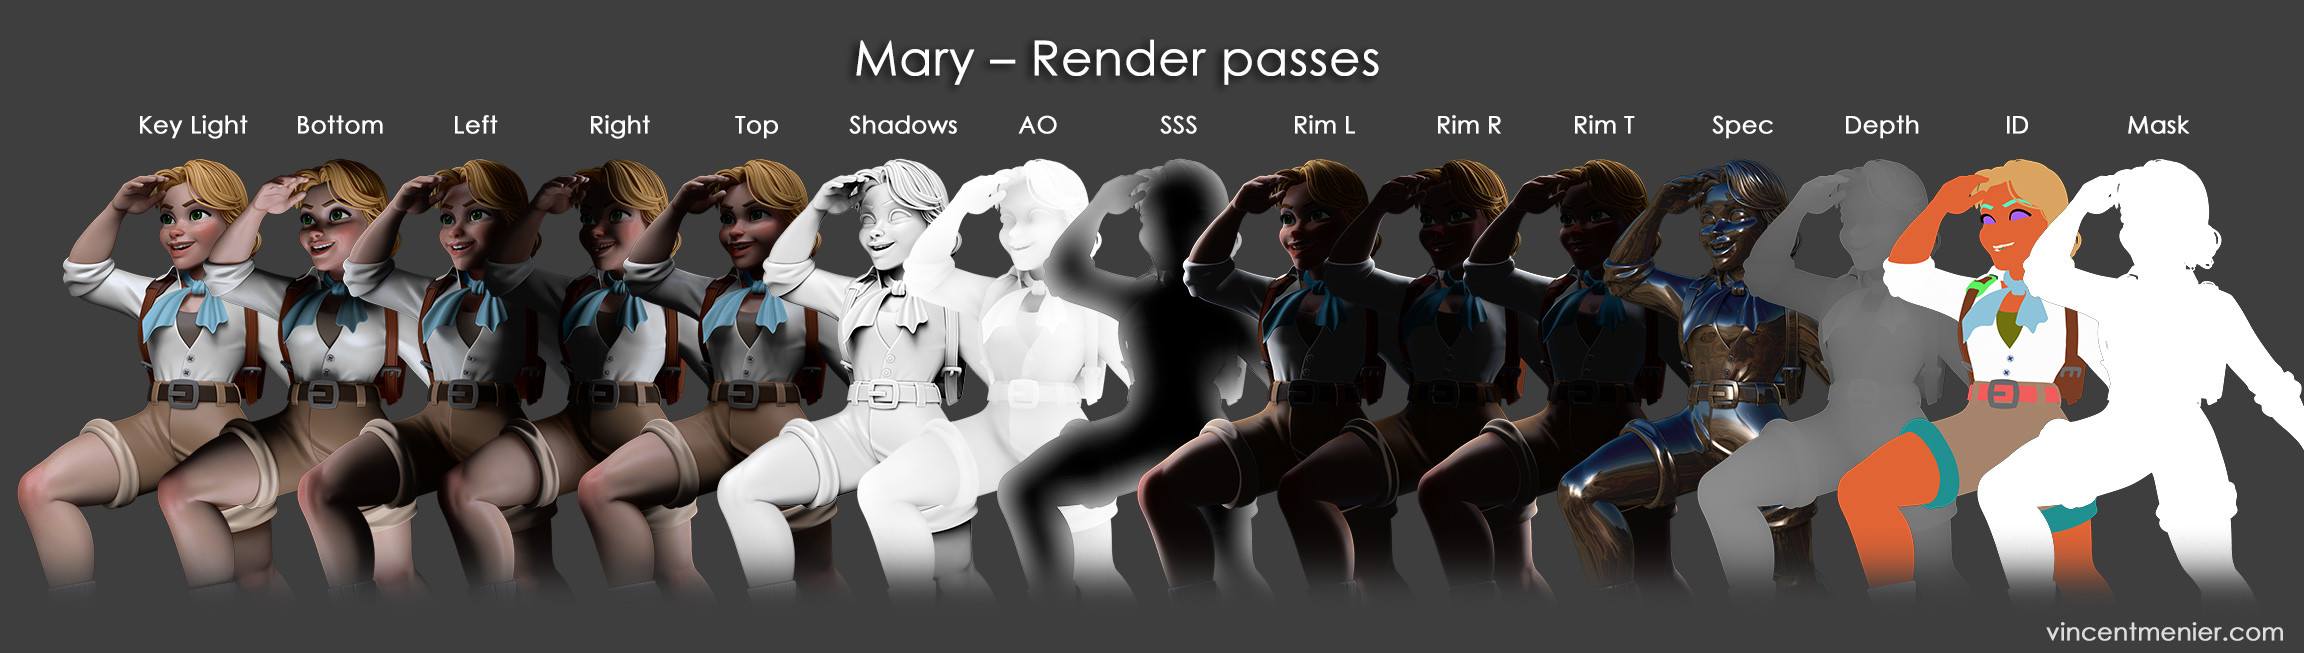 Mary – Render passes
Key Light Bottom Left Right Top Shadows AO SSS Rim L Rim R Rim T Spec Depth ID Mask
vincentmenier.com